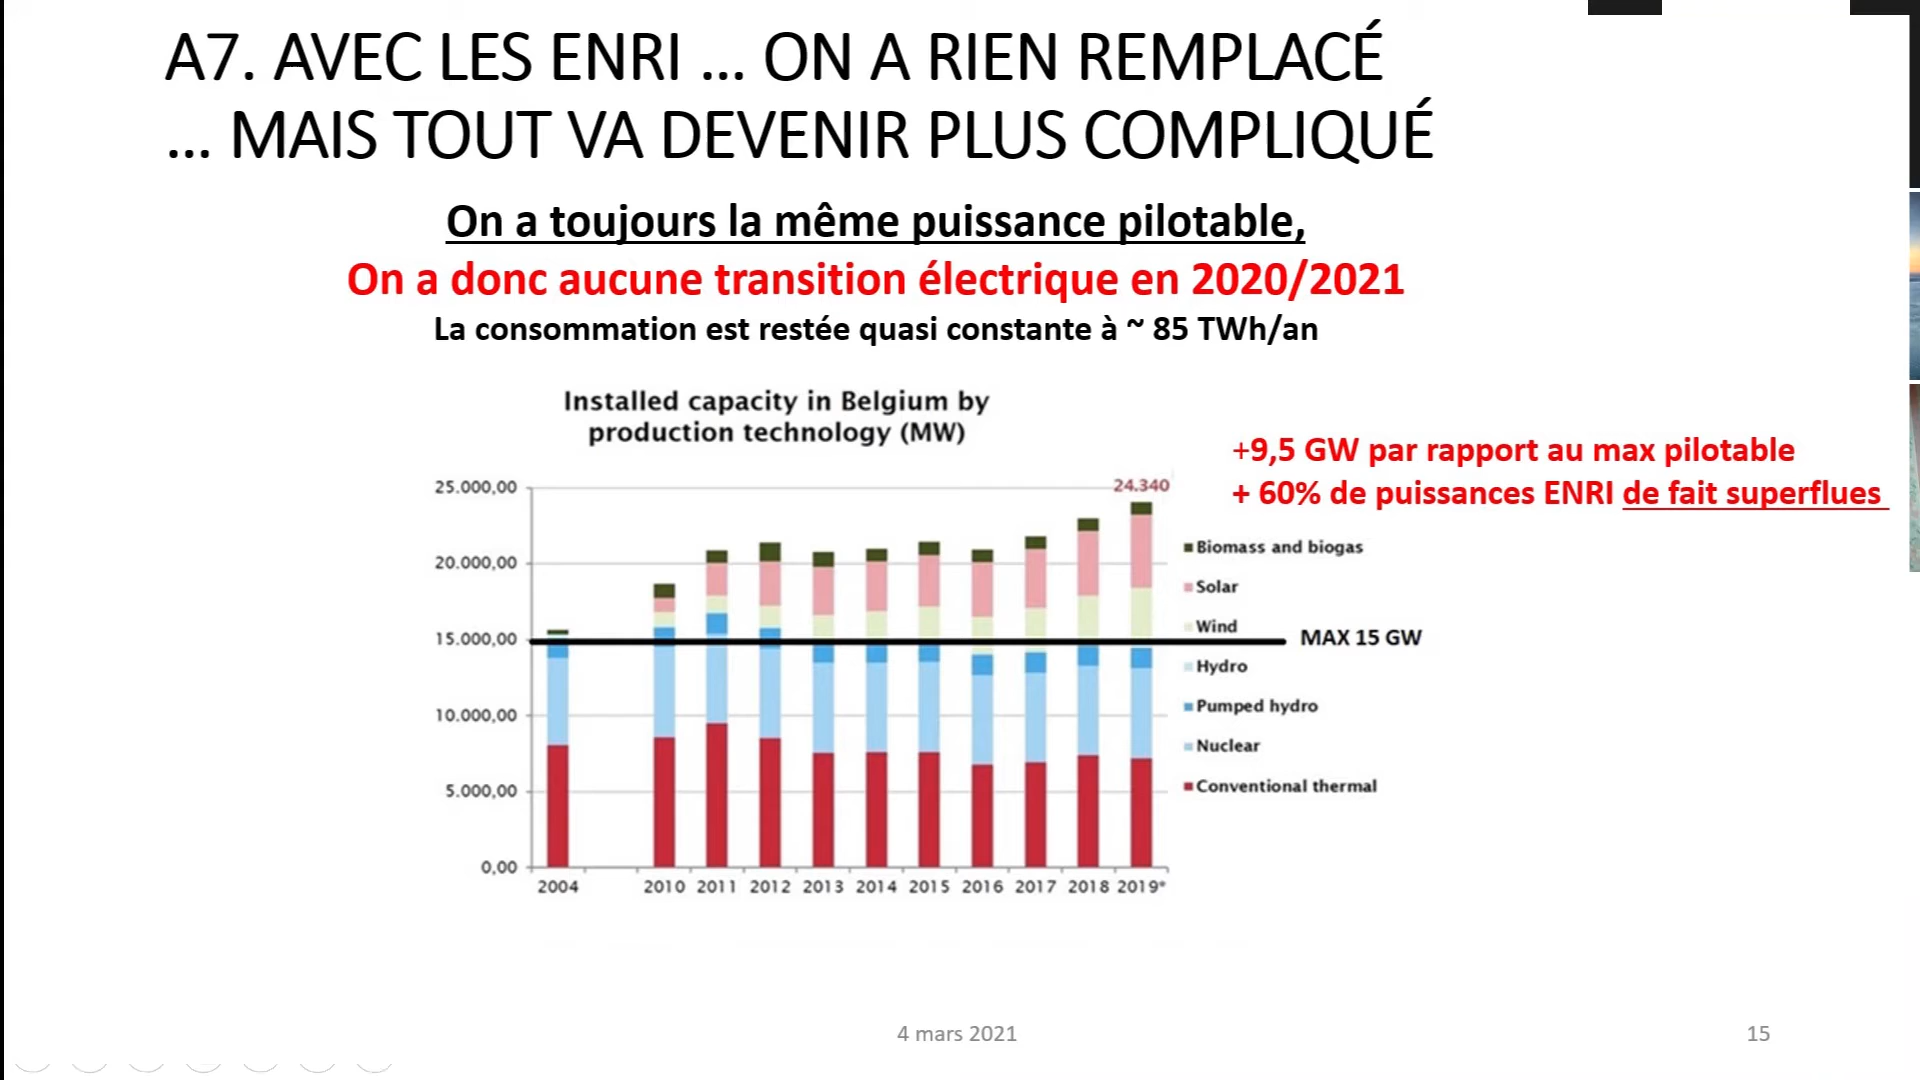 A7. AVEC LES ENRI ... ON A RIEN REMPLACÉ
... MAIS TOUT VA DEVENIR PLUS COMPLIQUÉ
On a toujours la même puissance pilotable,
On a donc aucune transition électrique en 2020/2021
La consommation est restée quasi constante à ~ 85 TWh/an
Installed capacity in Belgium by
production technology (MW)
+9,5 GW par rapport au max pilotable
+ 60% de puissances ENRI de fait superflues
25.000,00
20.000,00
15.000,00
10.000,00
5.000,00
0,00
24.340
Biomass and biogas
Solar
Wind
MAX 15 GW
Hydro
Pumped hydro
Nuclear
Conventional thermal
2004 2010 2011 2012 2013 2014 2015 2016 2017 2018 2019*
4 mars 2021
15